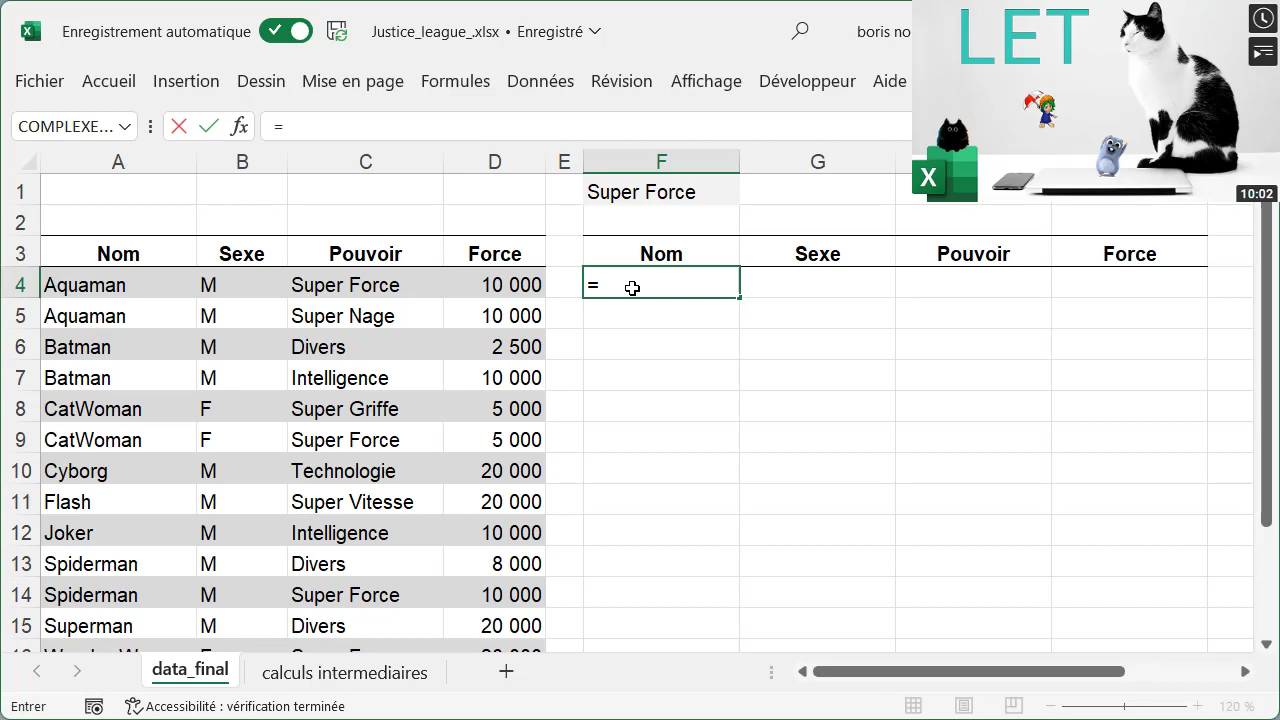 Enregistrement automatique Justice_league_.xlsx • Enregistré boris no
LET
Fichier Accueil Insertion Dessin Mise en page Formules Données Révision Affichage Développeur Aide
COMPLEXE... fx =
X
10:02
A B C D E F G
1 Super Force
2
3 Nom Sexe Pouvoir Force Nom Sexe Pouvoir Force
4 Aquaman M Super Force 10 000 =
5 Aquaman M Super Nage 10 000
6 Batman M Divers 2 500
7 Batman M Intelligence 10 000
8 CatWoman F Super Griffe 5 000
9 CatWoman F Super Force 5 000
10 Cyborg M Technologie 20 000
11 Flash M Super Vitesse 20 000
12 Joker M Intelligence 10 000
13 Spiderman M Divers 8 000
14 Spiderman M Super Force 10 000
15 Superman M Divers 20 000
data_final calculs intermediaires +
Entrer Accessibilité : vérification terminée 120 %